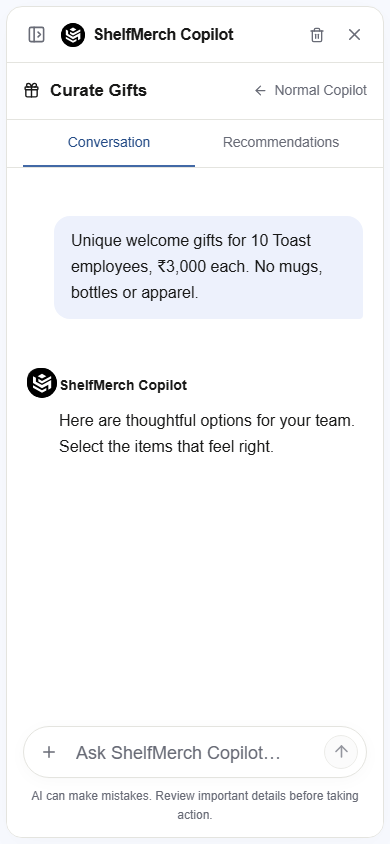 ShelfMerch Copilot
Curate Gifts
Normal Copilot
Conversation
Recommendations
Unique welcome gifts for 10 Toast
employees, ₹3,000 each. No mugs,
bottles or apparel.
ShelfMerch Copilot
Here are thoughtful options for your team.
Select the items that feel right.
Ask ShelfMerch Copilot…
AI can make mistakes. Review important details before taking
action.